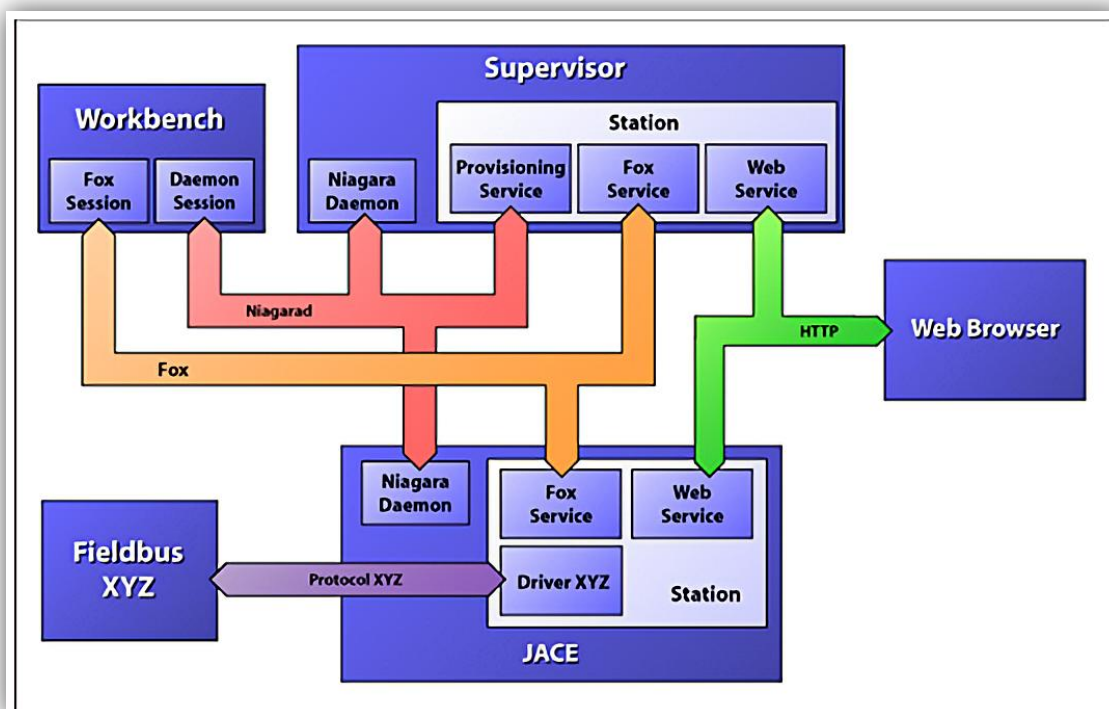 Supervisor
Workbench
Station
Fox
Session
Daemon
Session
Niagara
Daemon
Provisioning
Service
Fox
Service
Web
Service
Niagarad
HTTP
Web Browser
Fox
Niagara
Daemon
Fox
Service
Web
Service
Fieldbus
XYZ
Protocol XYZ
Driver XYZ
Station
JACE